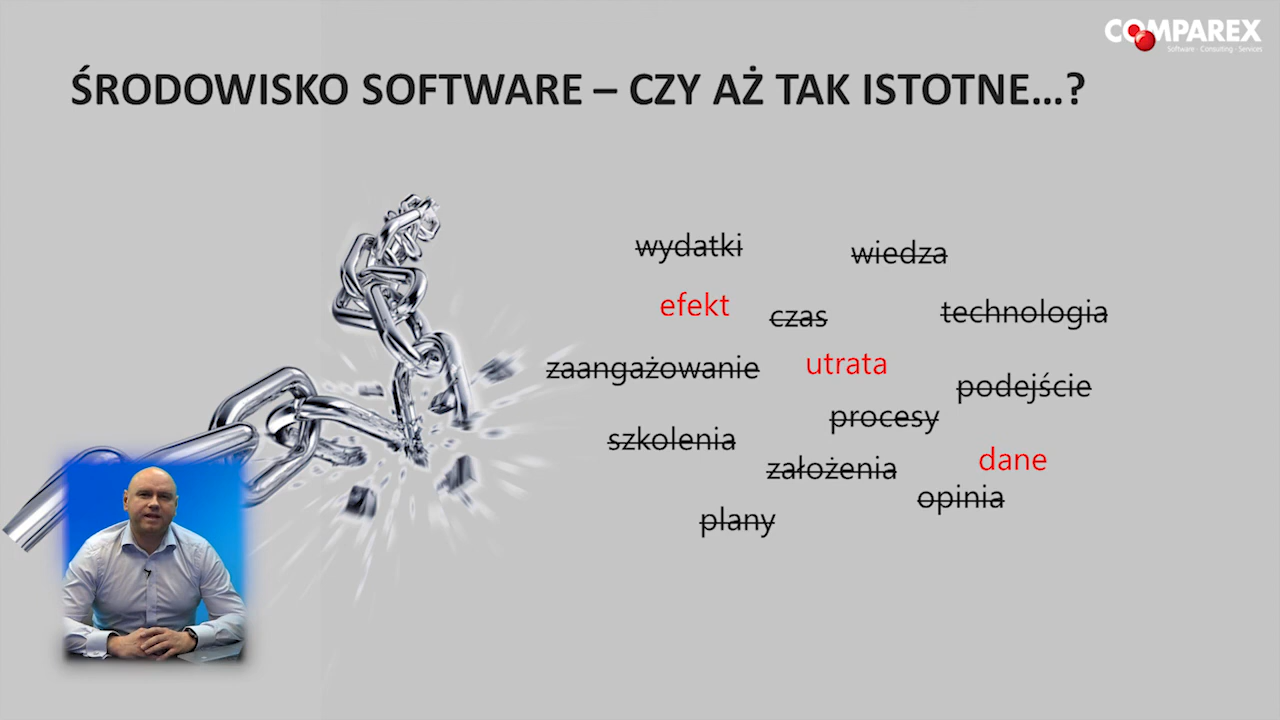 COMPAREX
Software · Consulting · Services
ŚRODOWISKO SOFTWARE – CZY AŻ TAK ISTOTNE...?
wydatki
wiedza
efekt
czas
technologia
zaangażowanie
utrata
podejście
procesy
szkolenia
założenia
dane
opinia
plany